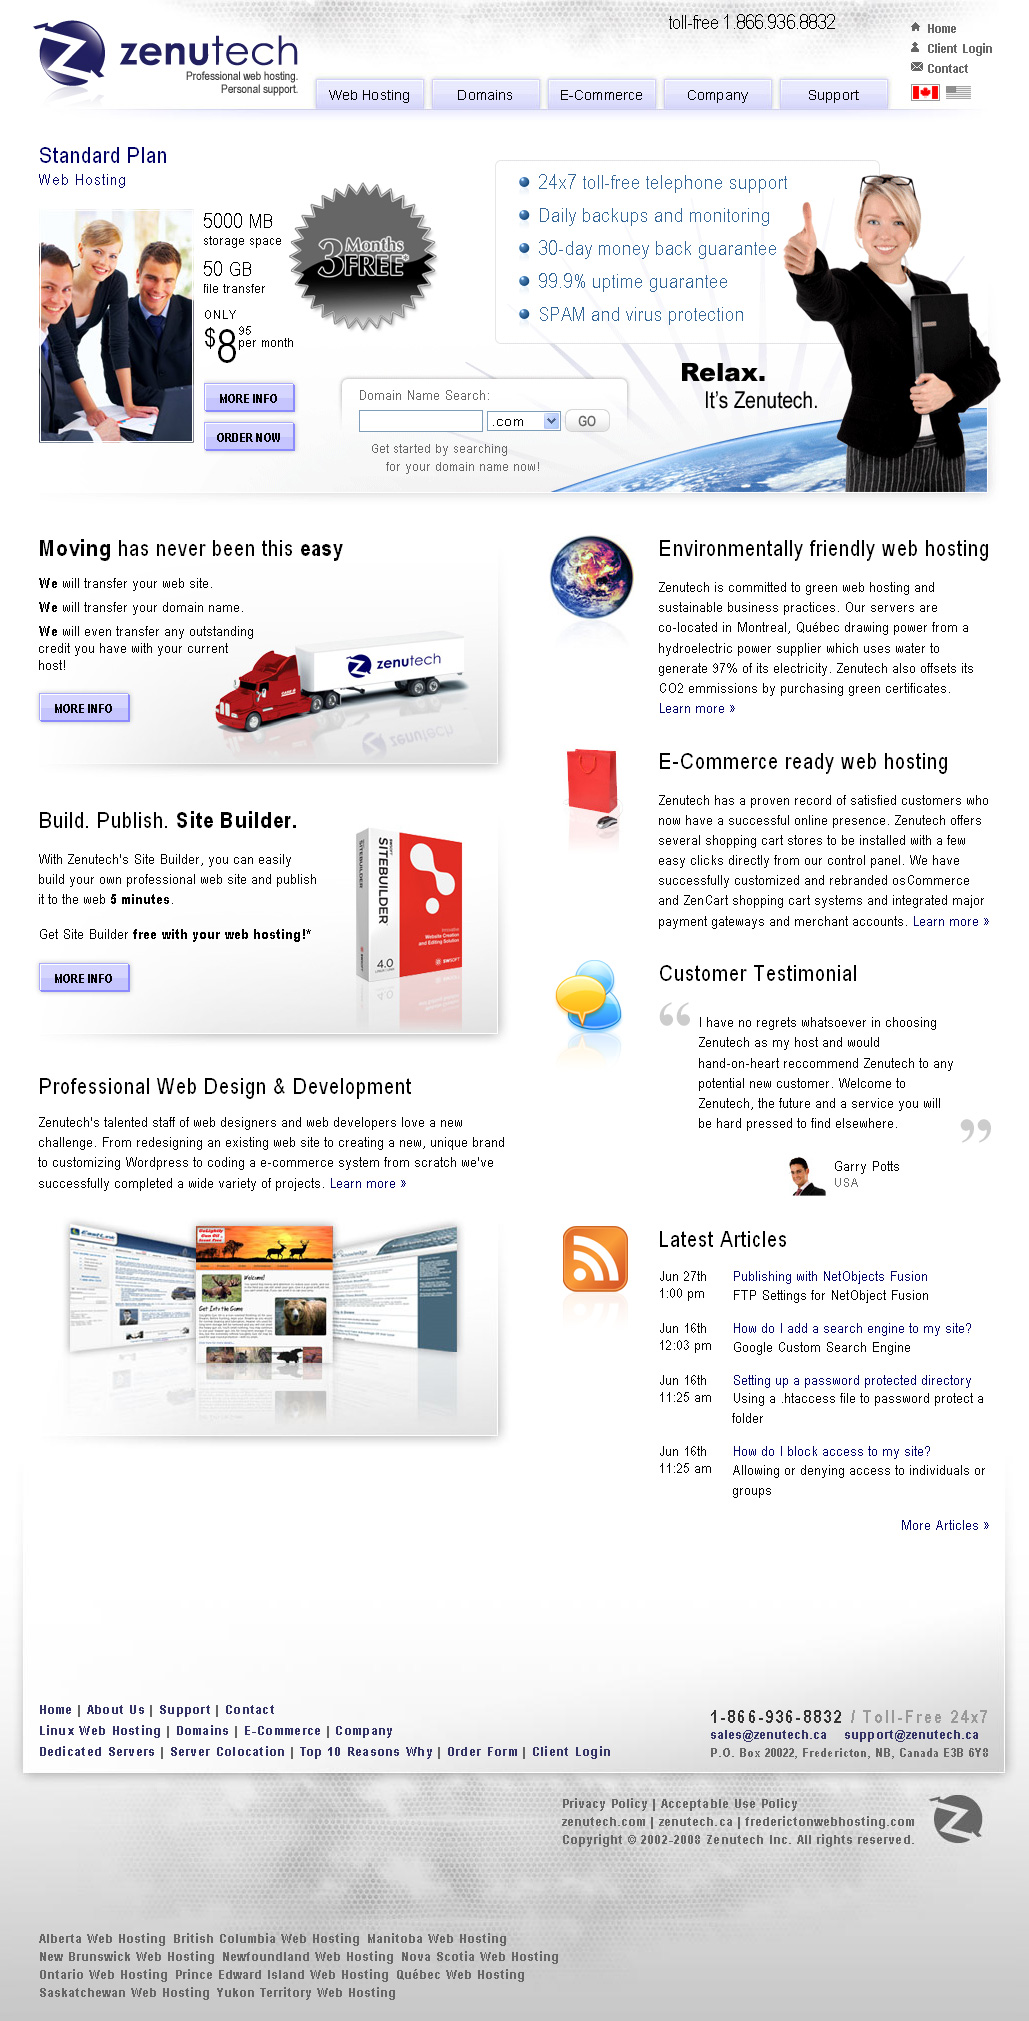 zenutech
Professional web hosting.
Personal support.
toll-free 1.866.936.8832
Home
Client Login
Contact
Web Hosting
Domains
E-Commerce
Company
Support
Standard Plan
Web Hosting
5000 MB
storage space
50 GB
file transfer
ONLY
$8 95
per month
MORE INFO
ORDER NOW
3 Months
FREE*
24x7 toll-free telephone support
Daily backups and monitoring
30-day money back guarantee
99.9% uptime guarantee
SPAM and virus protection
Relax.
It's Zenutech.
Domain Name Search:
.com
GO
Get started by searching
for your domain name now!
Moving has never been this easy
We will transfer your web site.
We will transfer your domain name.
We will even transfer any outstanding
credit you have with your current
host!
MORE INFO
zenutech
Build. Publish. Site Builder.
With Zenutech's Site Builder, you can easily
build your own professional web site and publish
it to the web 5 minutes.
Get Site Builder free with your web hosting!*
MORE INFO
SITEBUILDER
4.0
Innovative
Website Creation
and Editing Solution
SWSOFT
Professional Web Design & Development
Zenutech's talented staff of web designers and web developers love a new
challenge. From redesigning an existing web site to creating a new, unique brand
to customizing Wordpress to coding a e-commerce system from scratch we've
successfully completed a wide variety of projects. Learn more »
Welcome!
Get Into the Game
Environmentally friendly web hosting
Zenutech is committed to green web hosting and
sustainable business practices. Our servers are
co-located in Montreal, Québec drawing power from a
hydroelectric power supplier which uses water to
generate 97% of its electricity. Zenutech also offsets its
CO2 emmissions by purchasing green certificates.
Learn more »
E-Commerce ready web hosting
Zenutech has a proven record of satisfied customers who
now have a successful online presence. Zenutech offers
several shopping cart stores to be installed with a few
easy clicks directly from our control panel. We have
successfully customized and rebranded osCommerce
and ZenCart shopping cart systems and integrated major
payment gateways and merchant accounts. Learn more »
Customer Testimonial
“ I have no regrets whatsoever in choosing
Zenutech as my host and would
hand-on-heart reccommend Zenutech to any
potential new customer. Welcome to
Zenutech, the future and a service you will
be hard pressed to find elsewhere. ”
Garry Potts
USA
Latest Articles
Jun 27th
1:00 pm
Publishing with NetObjects Fusion
FTP Settings for NetObject Fusion
Jun 16th
12:03 pm
How do I add a search engine to my site?
Google Custom Search Engine
Jun 16th
11:25 am
Setting up a password protected directory
Using a .htaccess file to password protect a
folder
Jun 16th
11:25 am
How do I block access to my site?
Allowing or denying access to individuals or
groups
More Articles »
Home | About Us | Support | Contact
Linux Web Hosting | Domains | E-Commerce | Company
Dedicated Servers | Server Colocation | Top 10 Reasons Why | Order Form | Client Login
1-866-936-8832 / Toll-Free 24x7
sales@zenutech.ca support@zenutech.ca
P.O. Box 20022, Fredericton, NB, Canada E3B 6Y8
Privacy Policy | Acceptable Use Policy
zenutech.com | zenutech.ca | frederictonwebhosting.com
Copyright © 2002-2008 Zenutech Inc. All rights reserved.
Alberta Web Hosting British Columbia Web Hosting Manitoba Web Hosting
New Brunswick Web Hosting Newfoundland Web Hosting Nova Scotia Web Hosting
Ontario Web Hosting Prince Edward Island Web Hosting Québec Web Hosting
Saskatchewan Web Hosting Yukon Territory Web Hosting